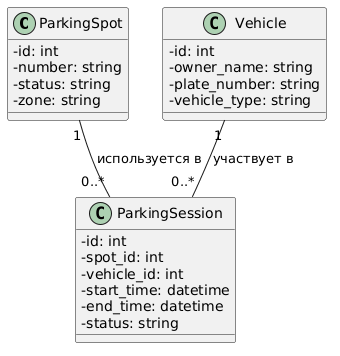 C ParkingSpot
-id: int
-number: string
-status: string
-zone: string
C Vehicle
-id: int
-owner_name: string
-plate_number: string
-vehicle_type: string
1
1
используется в
участвует в
0..*
0..*
C ParkingSession
-id: int
-spot_id: int
-vehicle_id: int
-start_time: datetime
-end_time: datetime
-status: string